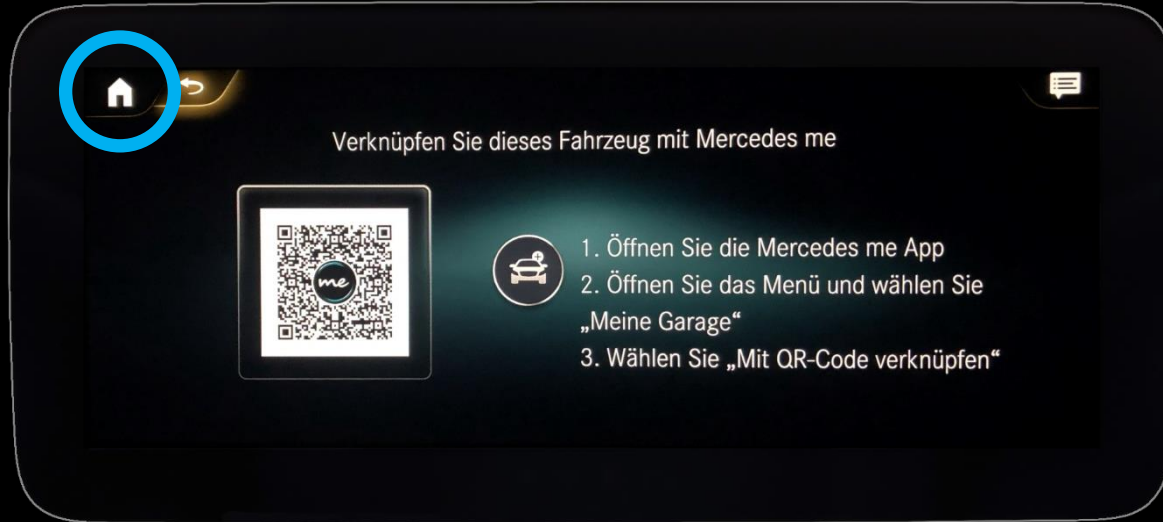 Verknüpfen Sie dieses Fahrzeug mit Mercedes me
me
1. Öffnen Sie die Mercedes me App
2. Öffnen Sie das Menü und wählen Sie
„Meine Garage“
3. Wählen Sie „Mit QR-Code verknüpfen“